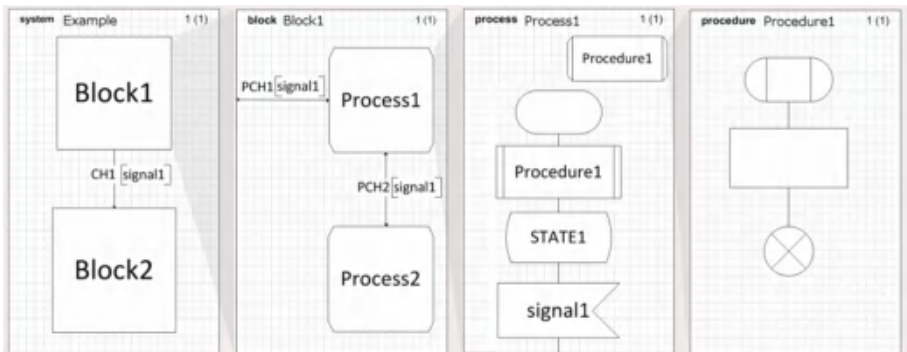 system Example 1 (1)
Block1
CH1 [signal1]
Block2
block Block1 1 (1)
PCH1 [signal1]
Process1
PCH2 [signal1]
Process2
process Process1 1 (1)
Procedure1
Procedure1
STATE1
signal1
procedure Procedure1 1 (1)